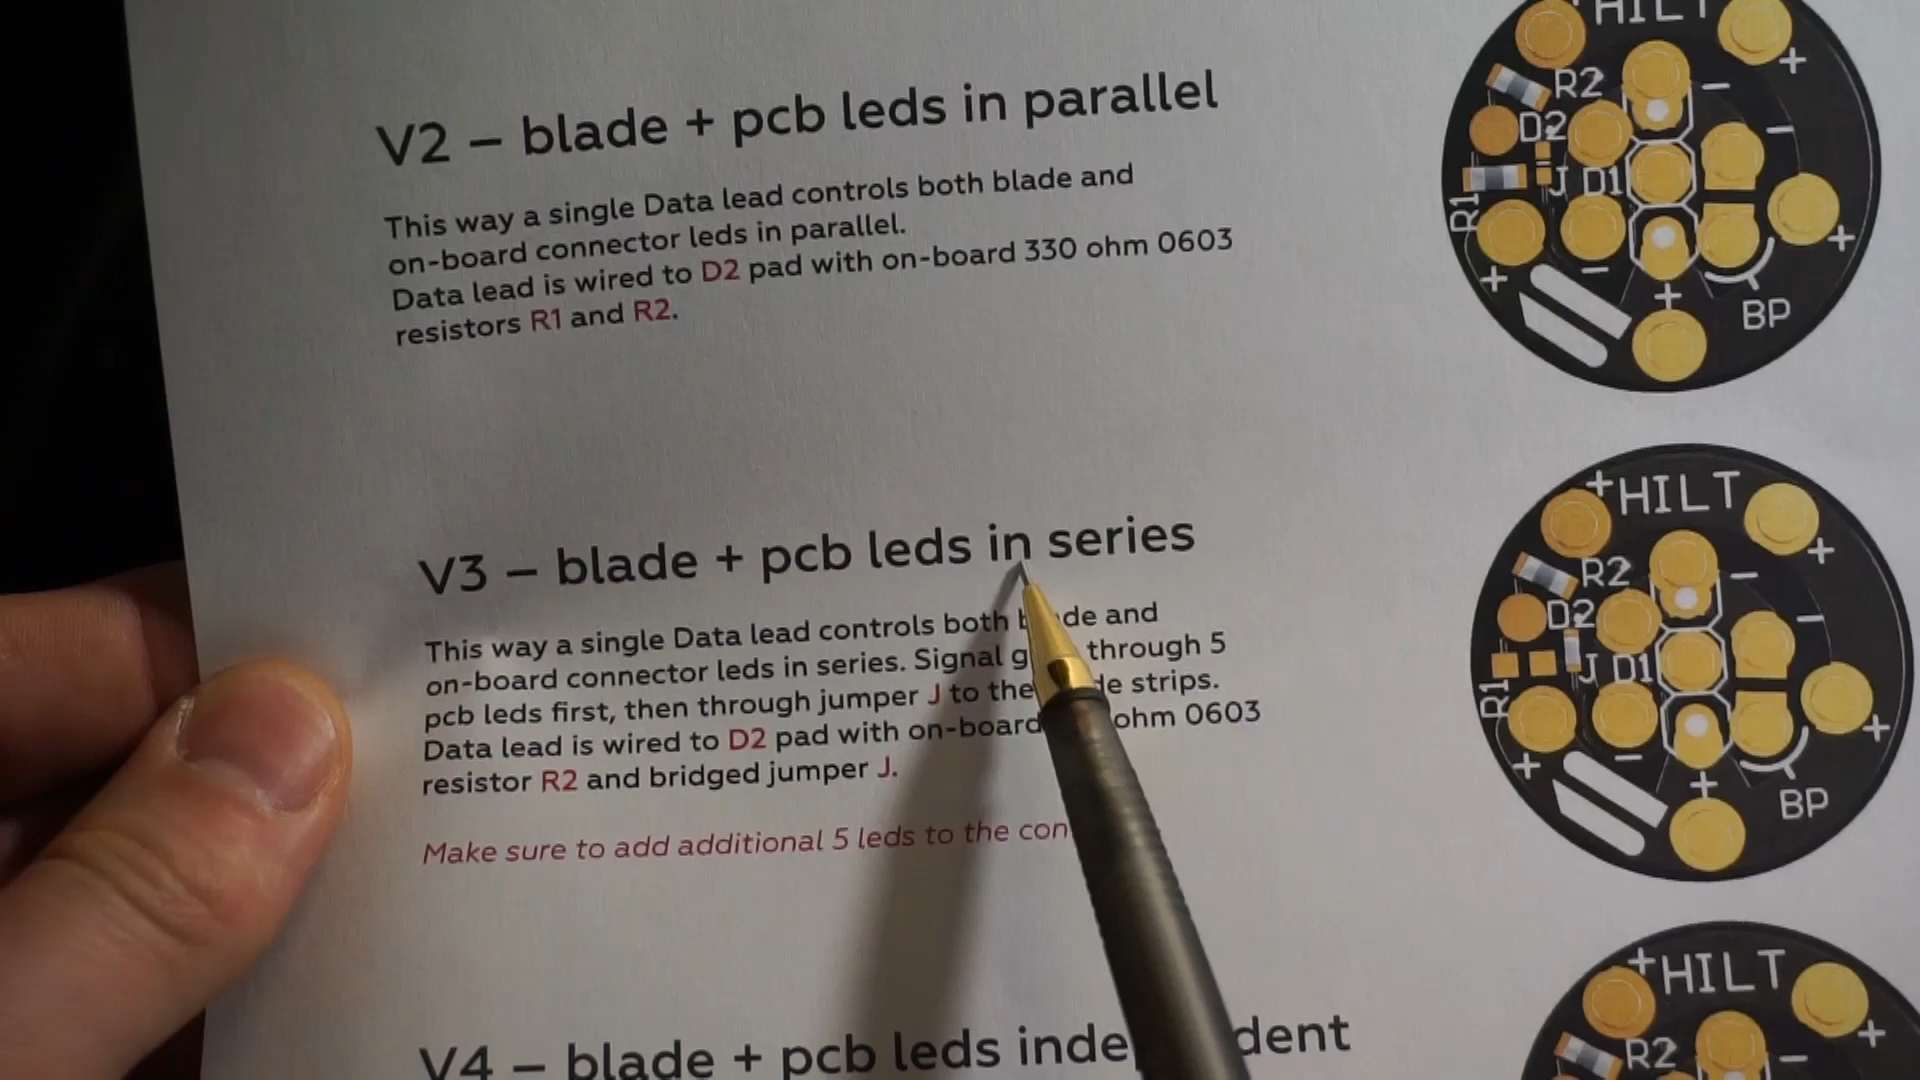 V2 – blade + pcb leds in parallel
This way a single Data lead controls both blade and
on-board connector leds in parallel.
Data lead is wired to D2 pad with on-board 330 ohm 0603
resistors R1 and R2.
HILT
+
R2
–
D2
–
J D1
R1
+
+
–
+
BP
V3 – blade + pcb leds in series
This way a single Data lead controls both and
on-board connector leds in series. Signal through 5
pcb leds first, then through jumper J to the strips.
Data lead is wired to D2 pad with on-board ohm 0603
resistor R2 and bridged jumper J.
Make sure to add additional 5 leds to the
+HILT
+
R2
–
D2
–
J D1
R1
+
+
–
+
BP
V4 – blade + pcb leds
+HILT
+
R2
–